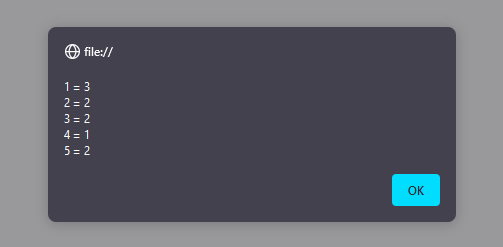 file://
1 = 3
2 = 2
3 = 2
4 = 1
5 = 2
OK